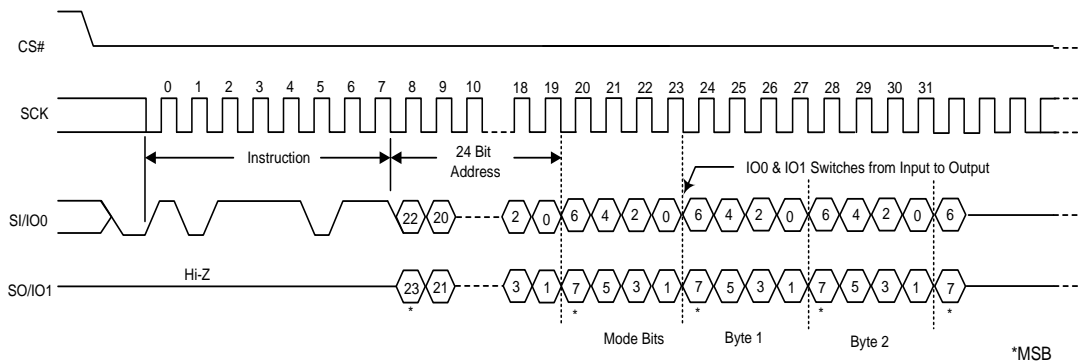 CS#
0 1 2 3 4 5 6 7 8 9 10 18 19 20 21 22 23 24 25 26 27 28 29 30 31
SCK
Instruction
24 Bit
Address
IO0 & IO1 Switches from Input to Output
SI/IO0
22 20 2 0 6 4 2 0 6 4 2 0 6 4 2 0 6
Hi-Z
SO/IO1
23 21 3 1 7 5 3 1 7 5 3 1 7 5 3 1 7
* * * * *
Mode Bits
Byte 1
Byte 2
*MSB